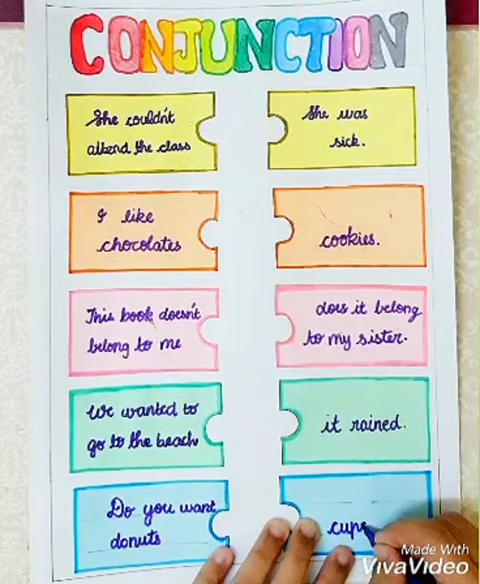 CONJUNCTION
She couldn't
attend the class
She was
sick.
I like
chocolates
cookies.
This book doesn't
belong to me
does it belong
to my sister.
We wanted to
go to the beach
it rained.
Do you want
donuts
cup
Made With
VivaVideo